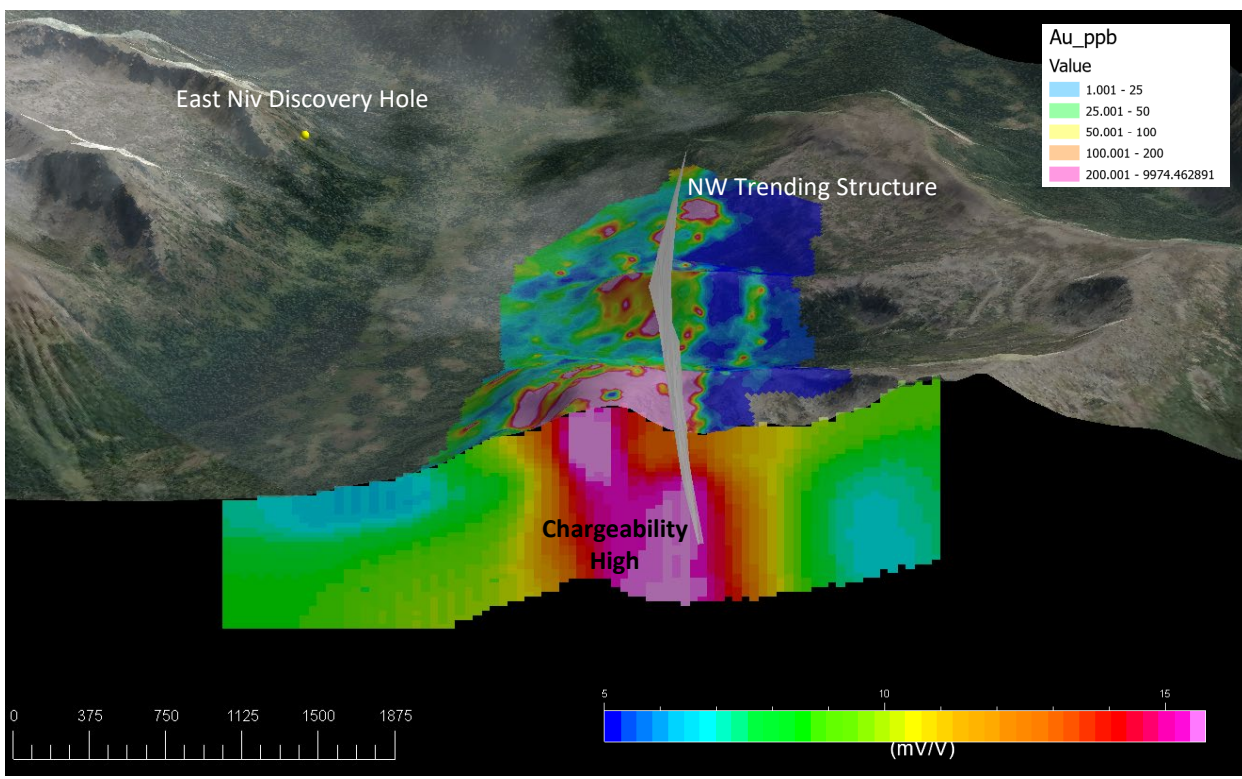 Au_ppb
Value
1.001 - 25
25.001 - 50
50.001 - 100
100.001 - 200
200.001 - 9974.462891
East Niv Discovery Hole
NW Trending Structure
Chargeability
High
0 375 750 1125 1500 1875
5 10 15
(mV/V)